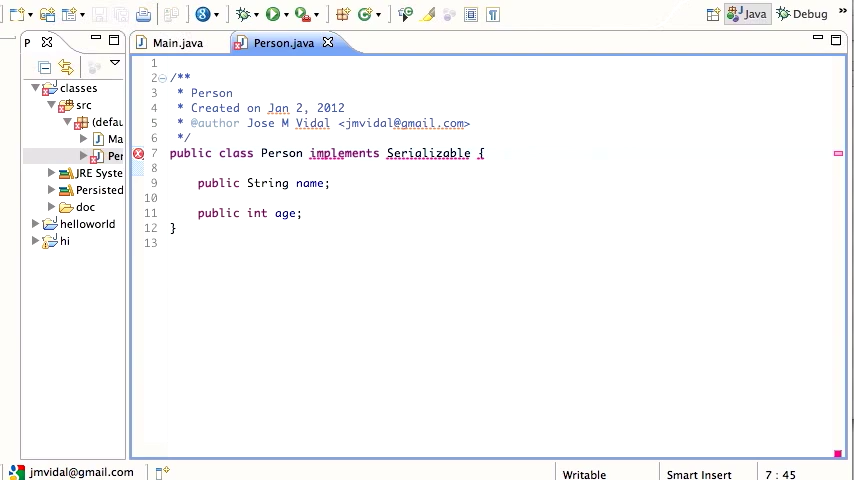 Java
Debug
»
P
Main.java
Person.java
classes
src
(defau
Ma
Per
JRE Syste
Persisted
doc
helloworld
hi
1
2 /**
3 * Person
4 * Created on Jan 2, 2012
5 * @author Jose M Vidal <jmvidal@gmail.com>
6 */
7 public class Person implements Serializable {
8
9 public String name;
10
11 public int age;
12 }
13
jmvidal@gmail.com
Writable
Smart Insert
7 : 45